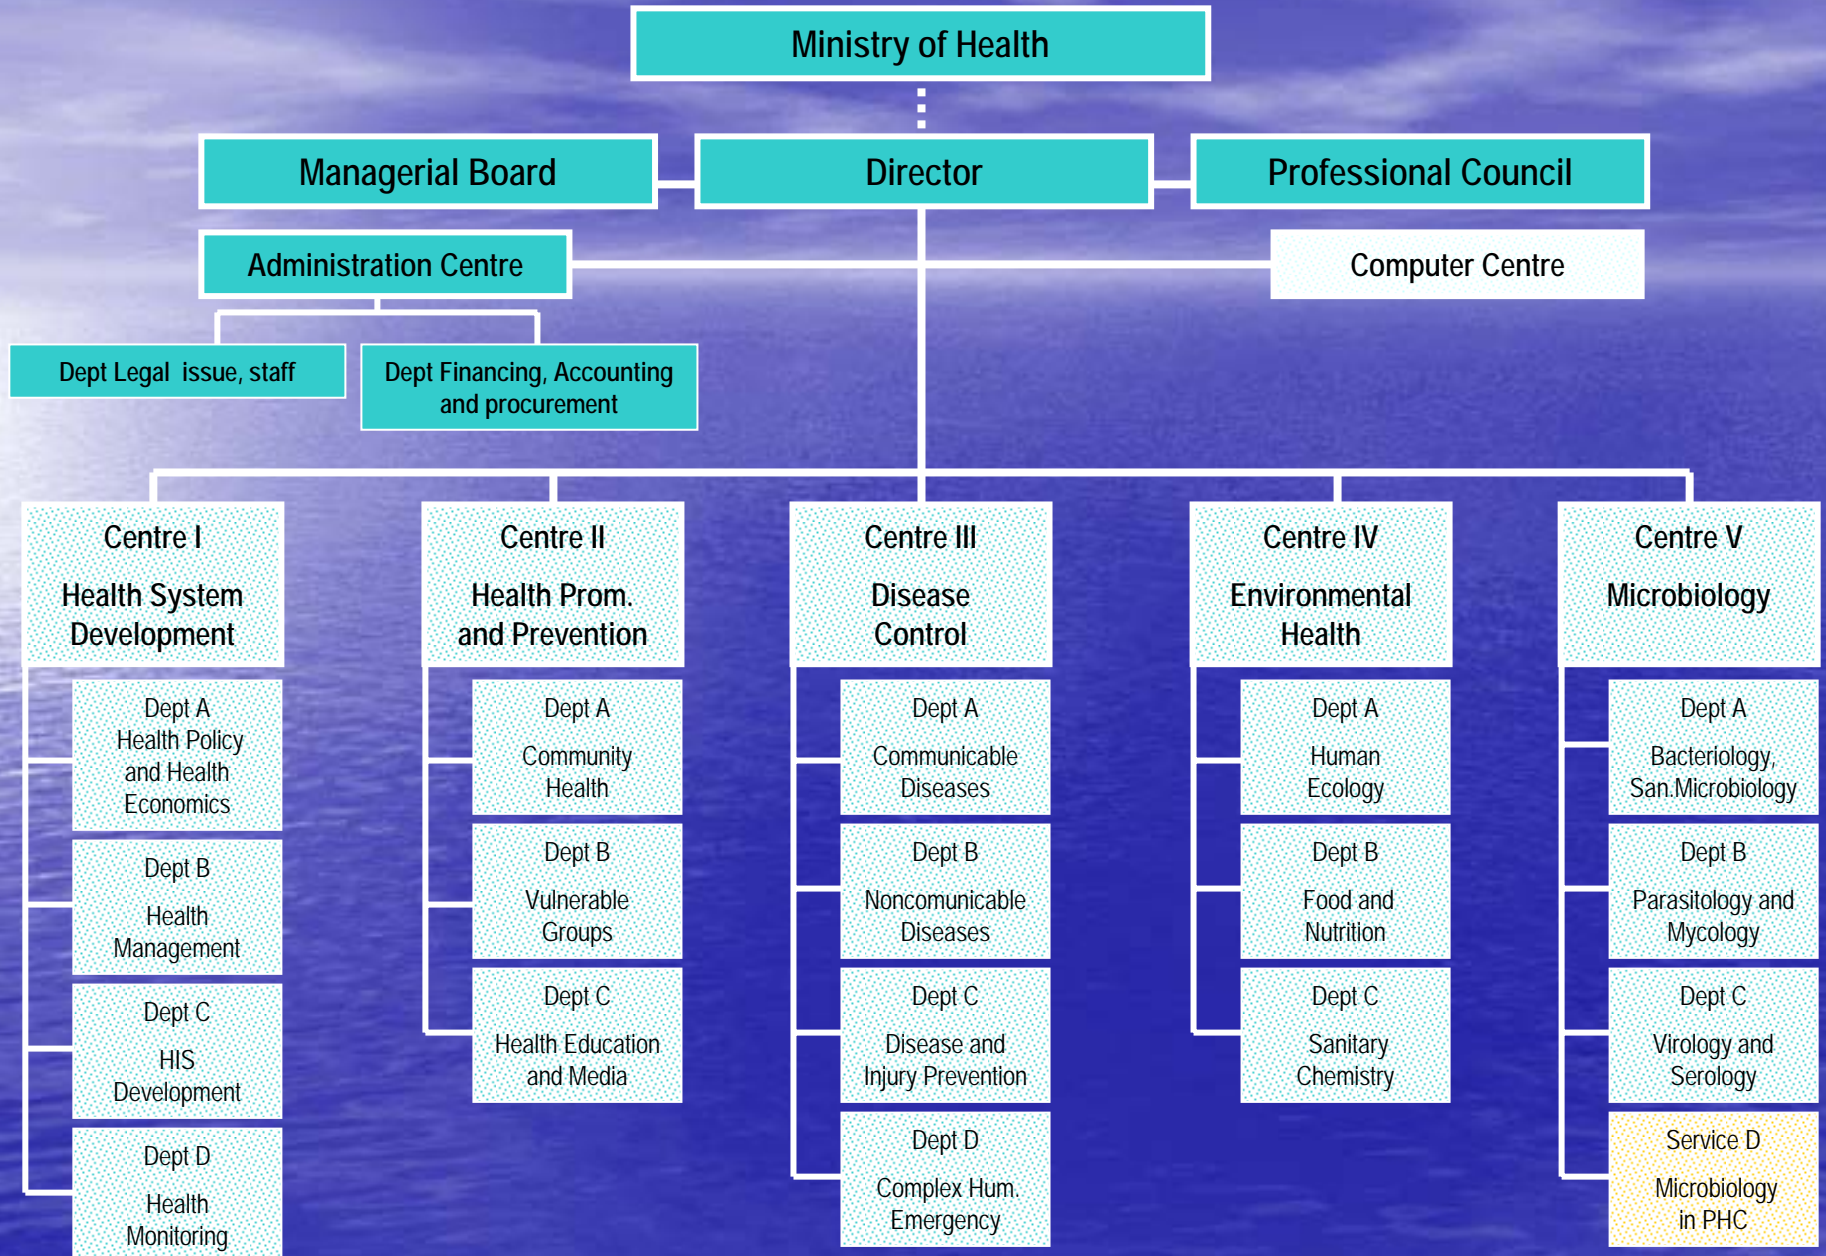 Ministry of Health
Managerial Board
Director
Professional Council
Administration Centre
Computer Centre
Dept Legal  issue, staff
Dept Financing, Accounting
and procurement
Centre I
Health System
Development
Dept A
Health Policy
and Health
Economics
Dept B
Health
Management
Dept C
HIS
Development
Dept D
Health
Monitoring
Centre II
Health Prom.
and Prevention
Dept A
Community
Health
Dept B
Vulnerable
Groups
Dept C
Health Education
and Media
Centre III
Disease
Control
Dept A
Communicable
Diseases
Dept B
Noncomunicable
Diseases
Dept C
Disease and
Injury Prevention
Dept D
Complex Hum.
Emergency
Centre IV
Environmental
Health
Dept A
Human
Ecology
Dept B
Food and
Nutrition
Dept C
Sanitary
Chemistry
Centre V
Microbiology
Dept A
Bacteriology,
San.Microbiology
Dept B
Parasitology and
Mycology
Dept C
Virology and
Serology
Service D
Microbiology
in PHC